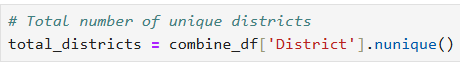 # Total number of unique districts
total_districts = combine_df['District'].nunique()